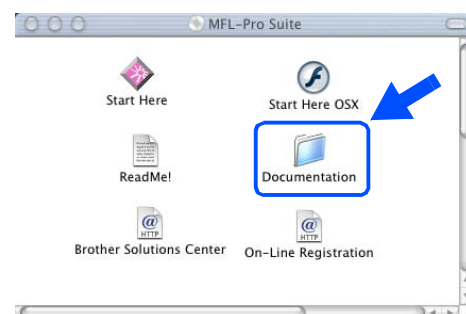 MFL-Pro Suite
Start Here
Start Here OSX
ReadMe!
Documentation
@
HTTP
Brother Solutions Center
@
HTTP
On-Line Registration